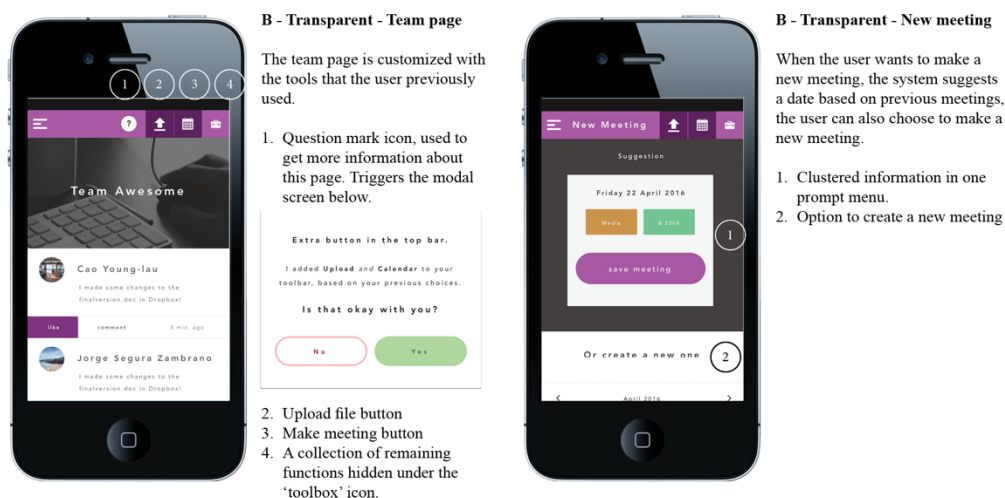 1 2 3 4
?
Team Awesome
Cao Young-lau
I made some changes to the
finalversion.doc in Dropbox!
like comment 5 min. ago
Jorge Segura Zambrano
I made some changes to the
finalversion.doc in Dropbox!
B - Transparent - Team page
The team page is customized with
the tools that the user previously
used.
1. Question mark icon, used to
get more information about
this page. Triggers the modal
screen below.
Extra button in the top bar.
I added Upload and Calendar to your
toolbar, based on your previous choices.
Is that okay with you?
No Yes
2. Upload file button
3. Make meeting button
4. A collection of remaining
functions hidden under the
‘toolbox’ icon.
New Meeting
Suggestion
Friday 22 April 2016
Media B.2204
1
save meeting
Or create a new one
2
April 2016
B - Transparent - New meeting
When the user wants to make a
new meeting, the system suggests
a date based on previous meetings,
the user can also choose to make a
new meeting.
1. Clustered information in one
prompt menu.
2. Option to create a new meeting